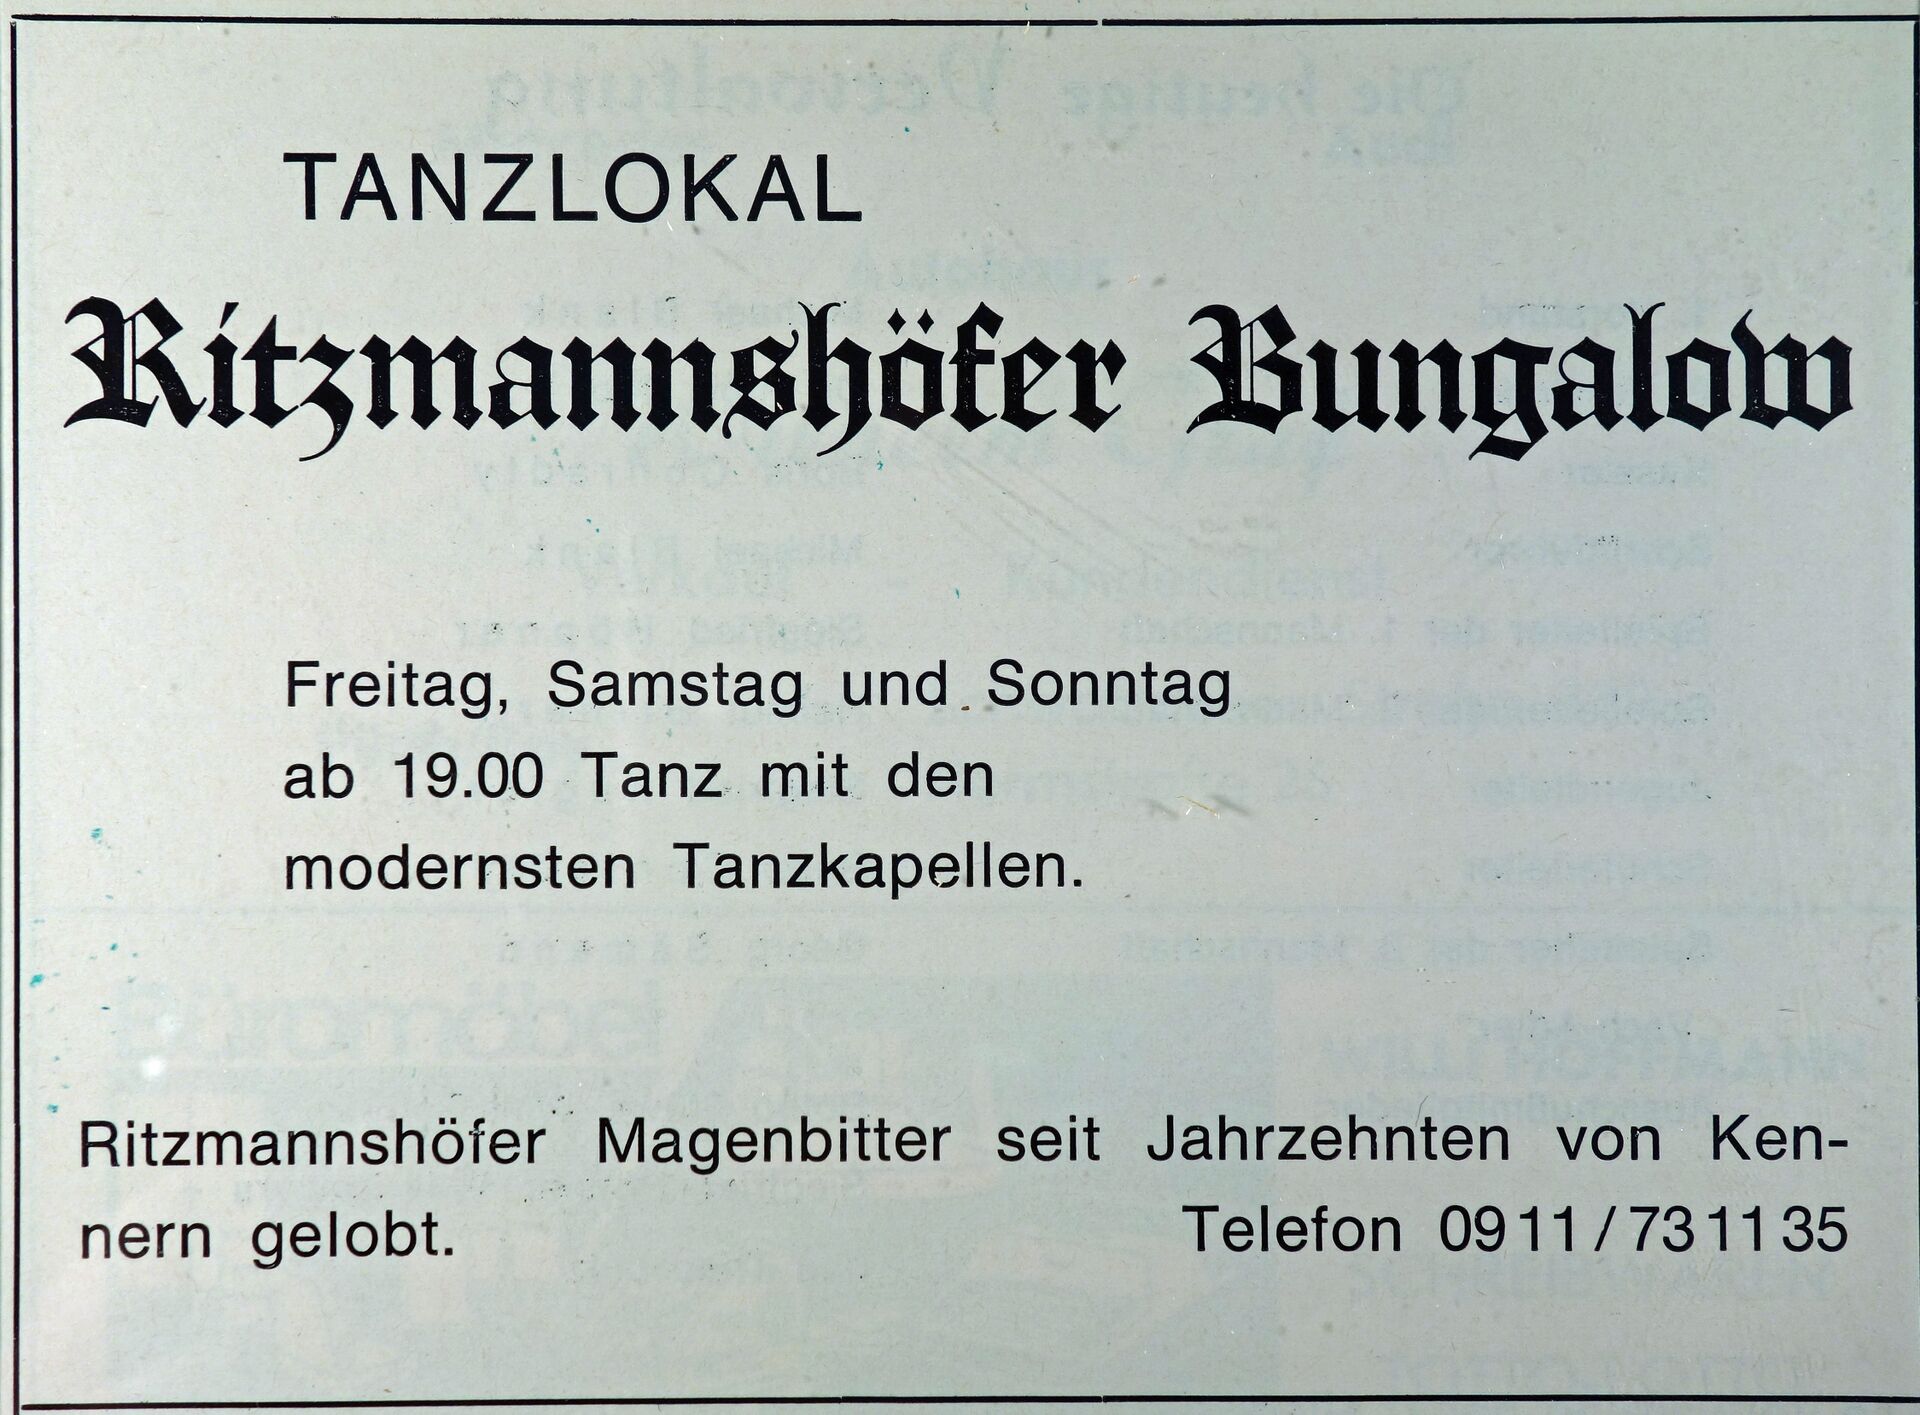 TANZLOKAL
Ritzmannshöfer Bungalow
Freitag, Samstag und Sonntag
ab 19.00 Tanz mit den
modernsten Tanzkapellen.
Ritzmannshöfer Magenbitter seit Jahrzehnten von Ken-
nern gelobt. Telefon 0911/731135